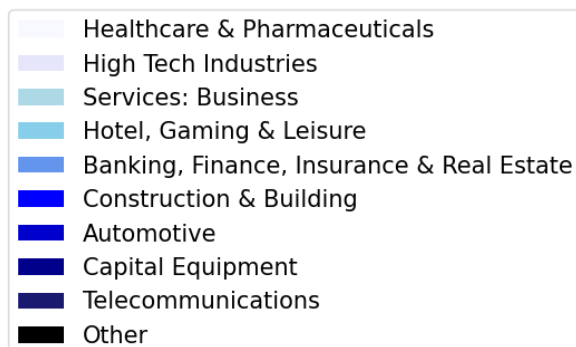 Healthcare & Pharmaceuticals
High Tech Industries
Services: Business
Hotel, Gaming & Leisure
Banking, Finance, Insurance & Real Estate
Construction & Building
Automotive
Capital Equipment
Telecommunications
Other